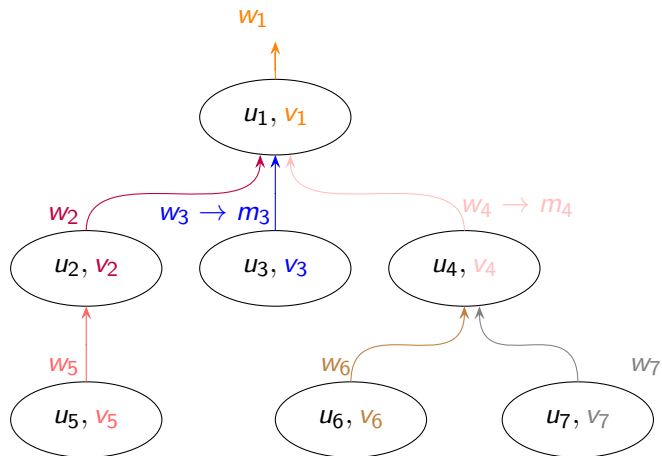 w₁
u₁, v₁
w₂
w₃ → m₃
w₄ → m₄
u₂, v₂
u₃, v₃
u₄, v₄
w₅
w₆
w₇
u₅, v₅
u₆, v₆
u₇, v₇